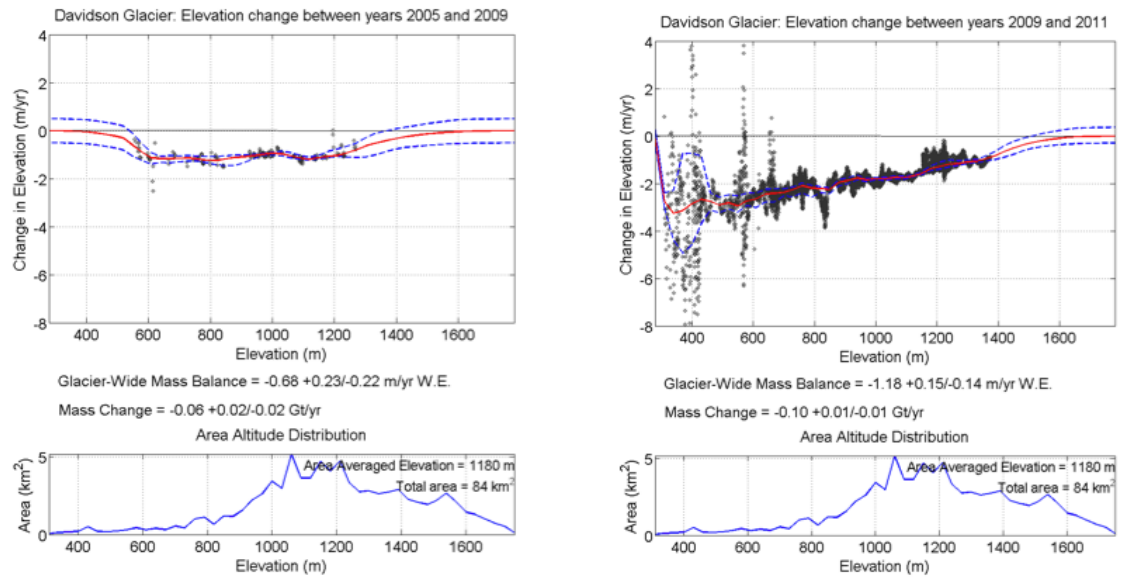 Davidson Glacier: Elevation change between years 2005 and 2009
4
2
0
-2
-4
-6
-8
Change in Elevation (m/yr)
400 600 800 1000 1200 1400 1600
Elevation (m)
Glacier-Wide Mass Balance = -0.68 +0.23/-0.22 m/yr W.E.
Mass Change = -0.06 +0.02/-0.02 Gt/yr
Area Altitude Distribution
5
0
Area (km²)
Area Averaged Elevation = 1180 m
Total area = 84 km²
400 600 800 1000 1200 1400 1600
Elevation (m)
Davidson Glacier: Elevation change between years 2009 and 2011
4
2
0
-2
-4
-6
-8
Change in Elevation (m/yr)
400 600 800 1000 1200 1400 1600
Elevation (m)
Glacier-Wide Mass Balance = -1.18 +0.15/-0.14 m/yr W.E.
Mass Change = -0.10 +0.01/-0.01 Gt/yr
Area Altitude Distribution
5
0
Area (km²)
Area Averaged Elevation = 1180 m
Total area = 84 km²
400 600 800 1000 1200 1400 1600
Elevation (m)